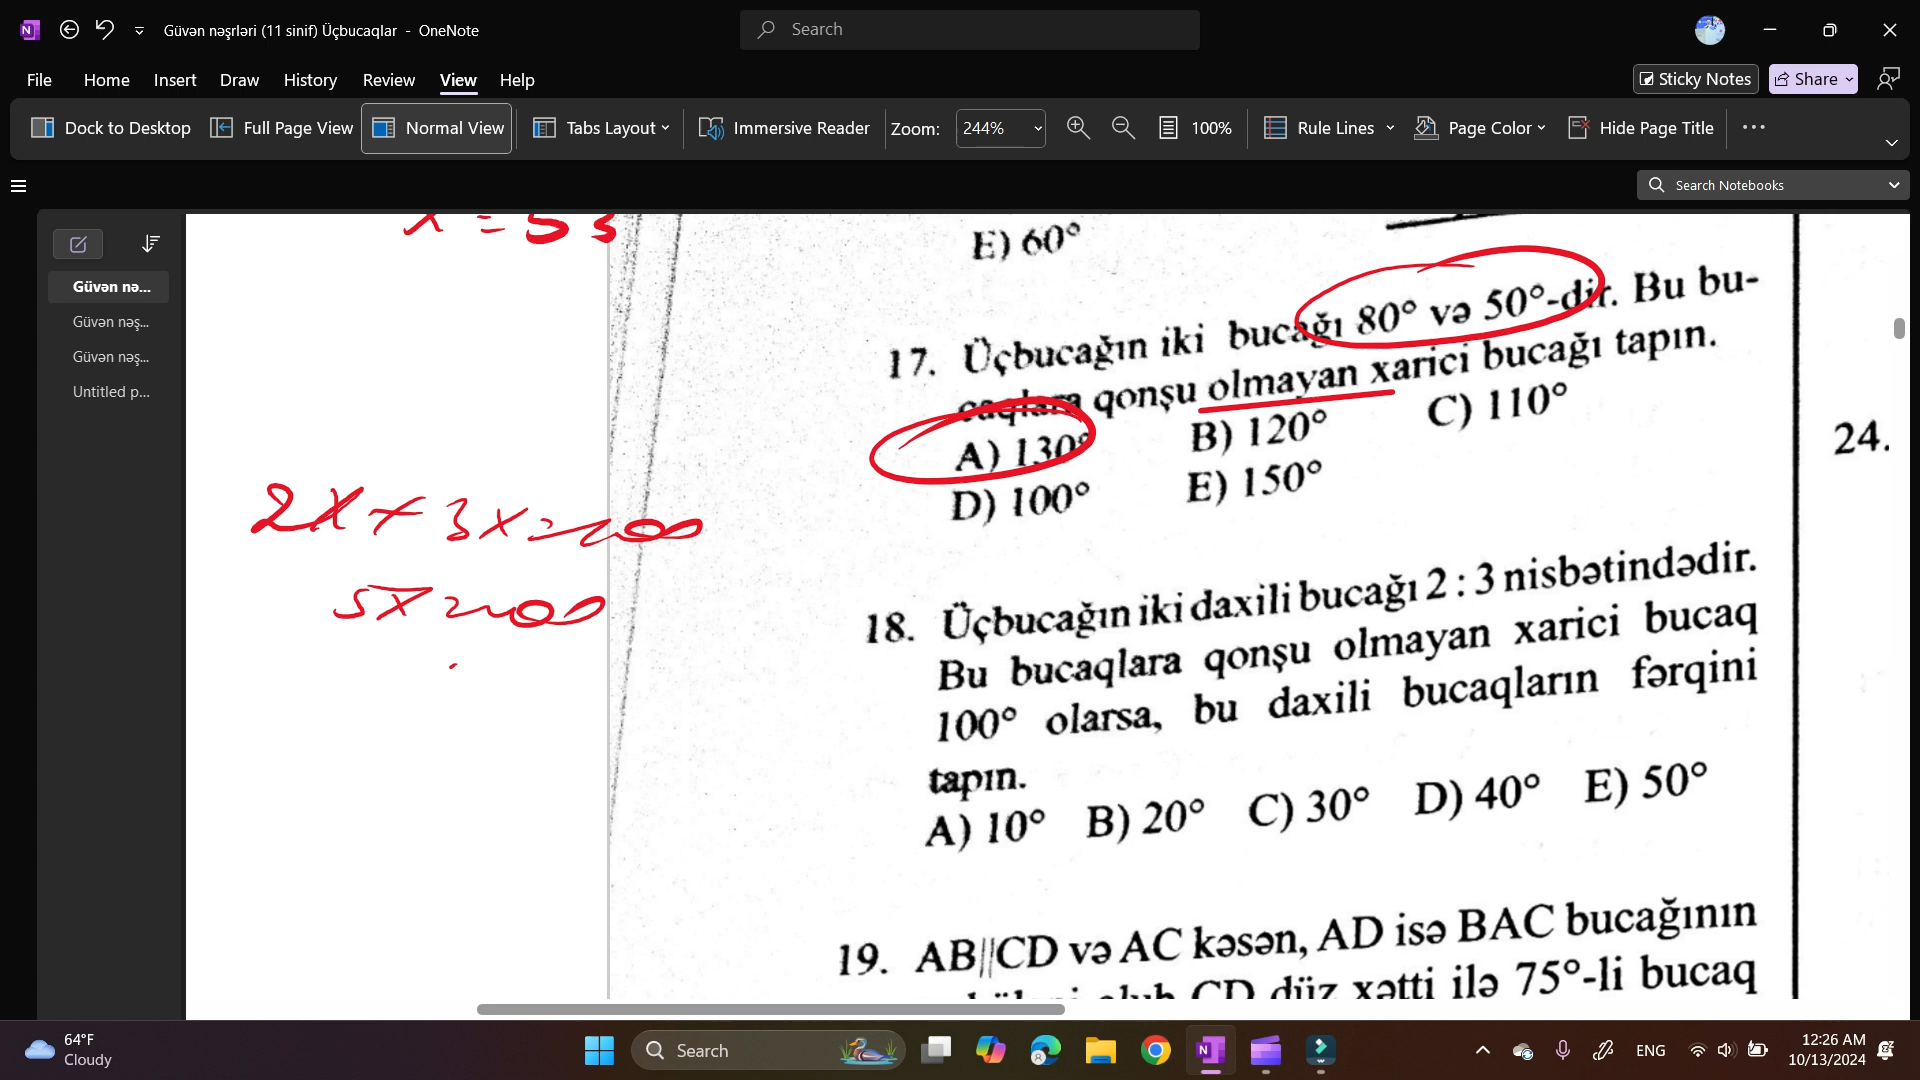 Güvən nəşrləri (11 sinif) Üçbucaqlar - OneNote
Search
File Home Insert Draw History Review View Help
Sticky Notes Share
Dock to Desktop Full Page View Normal View Tabs Layout Immersive Reader Zoom: 244% 100% Rule Lines Page Color Hide Page Title
Search Notebooks
Güvən nə...
Güvən nəş...
Güvən nəş...
Untitled p...
x = 53
E) 60°
17. Üçbucağın iki bucağı 80° və 50°-dir. Bu bu-
caqlara qonşu olmayan xarici bucağı tapın.
A) 130° B) 120° C) 110°
D) 100° E) 150°
24.
2x + 3x = 100
5x = 100
18. Üçbucağın iki daxili bucağı 2 : 3 nisbətindədir.
Bu bucaqlara qonşu olmayan xarici bucaq
100° olarsa, bu daxili bucaqların fərqini
tapın.
A) 10° B) 20° C) 30° D) 40° E) 50°
19. AB||CD və AC kəsən, AD isə BAC bucağının
olub CD düz xətti ilə 75°-li bucaq
64°F
Cloudy
Search
ENG
12:26 AM
10/13/2024